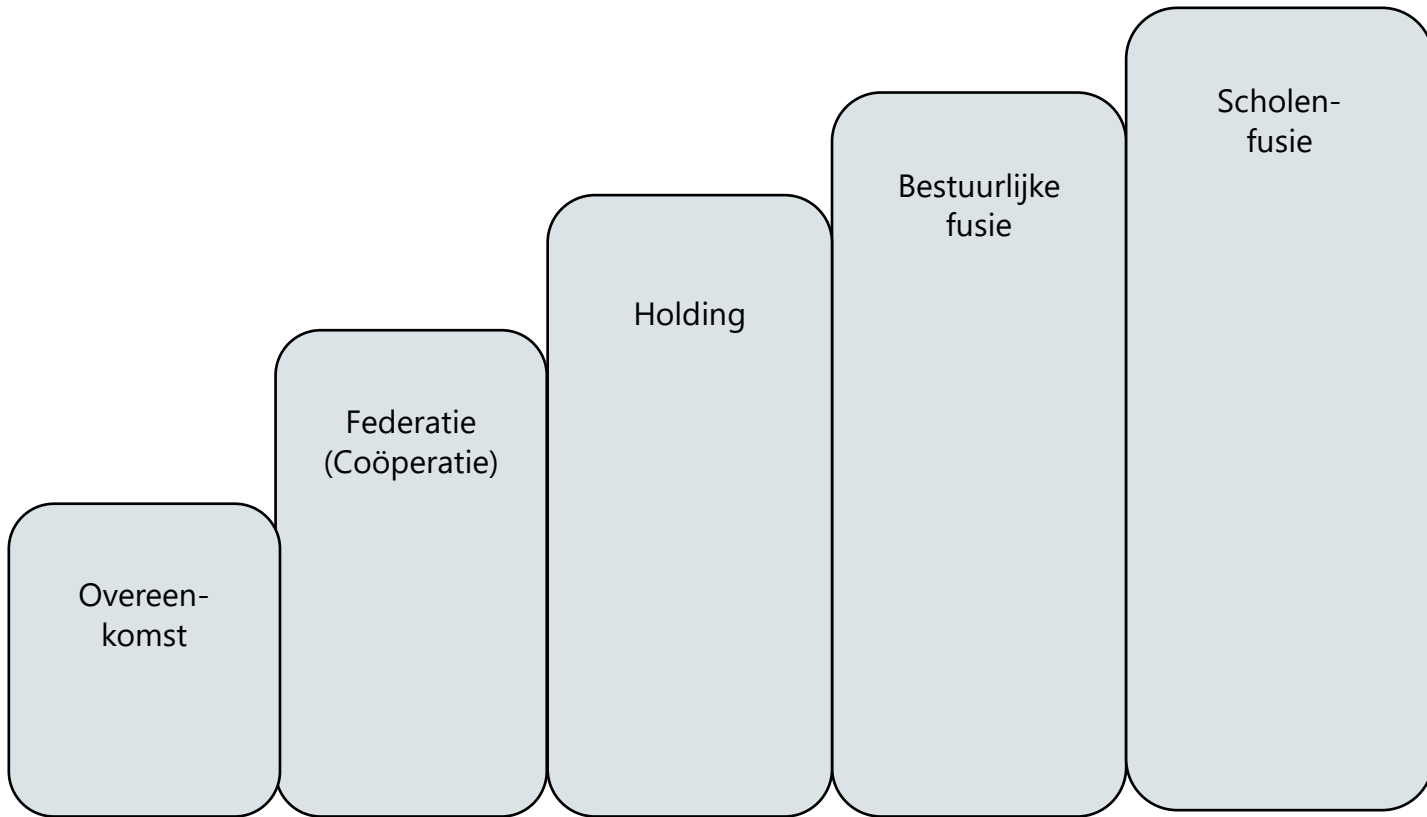 Overeen-
komst
Federatie
(Coöperatie)
Holding
Bestuurlijke
fusie
Scholen-
fusie